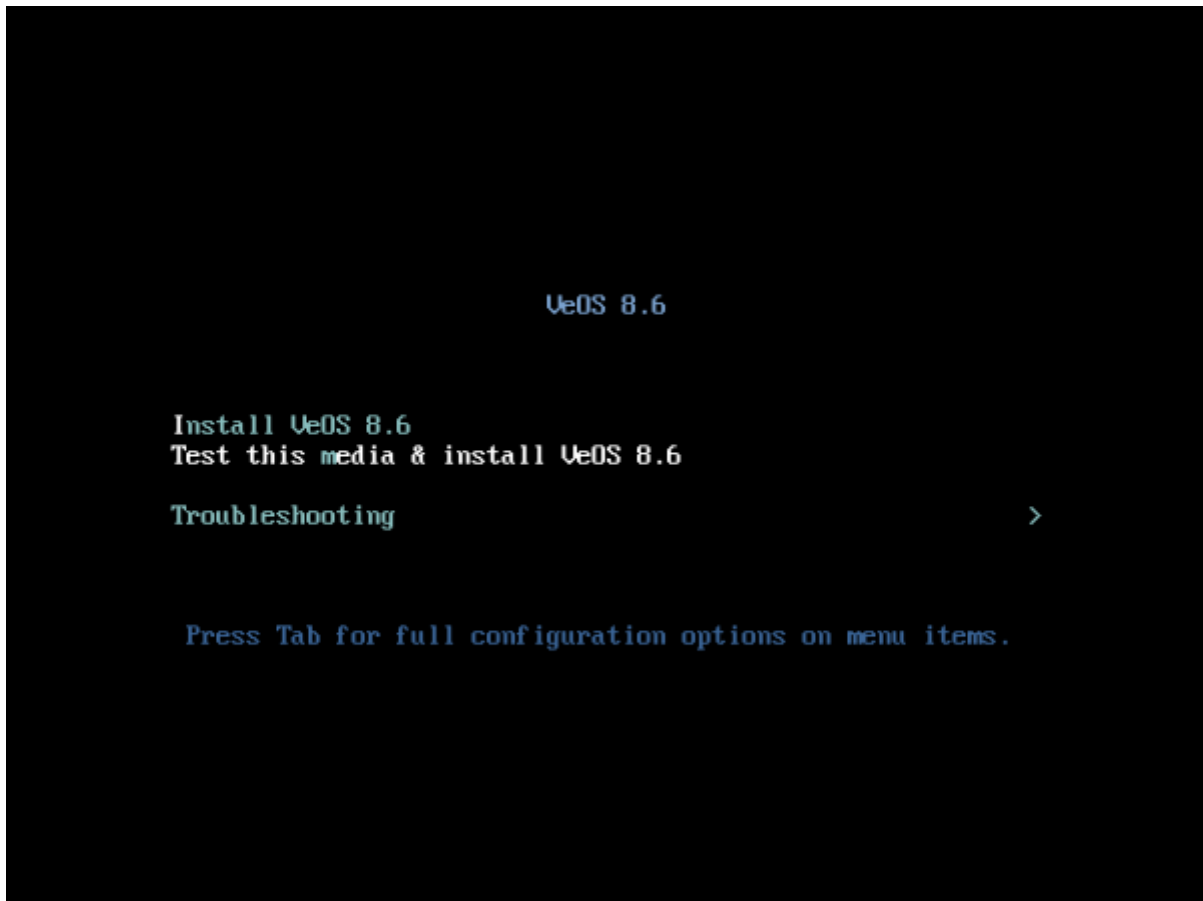 VeOS 8.6
Install VeOS 8.6
Test this media & install VeOS 8.6
Troubleshooting >
Press Tab for full configuration options on menu items.